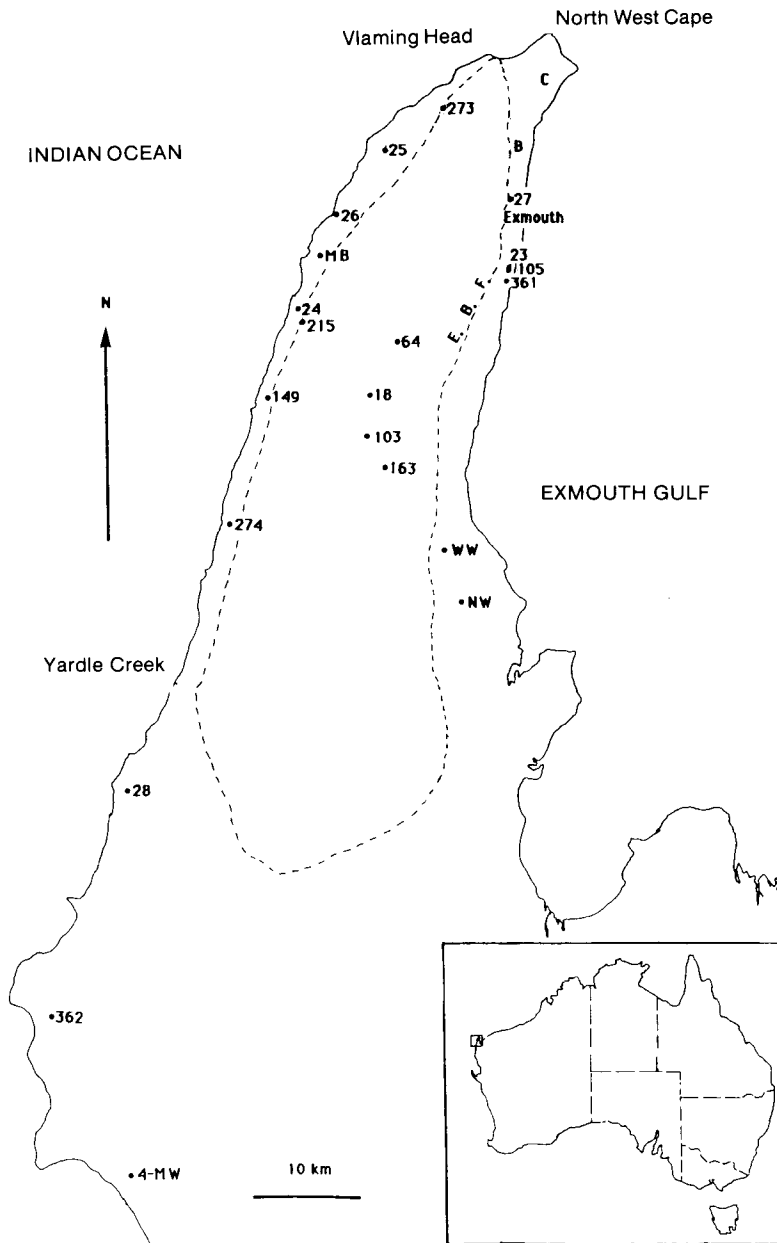 North West Cape
Vlaming Head
C
273
INDIAN OCEAN
25
B
27
26
Exmouth
MB
23
105
361
N
24
E. B. F.
215
64
149
18
103
163
EXMOUTH GULF
274
WW
NW
Yardle Creek
28
362
10 km
4-MW